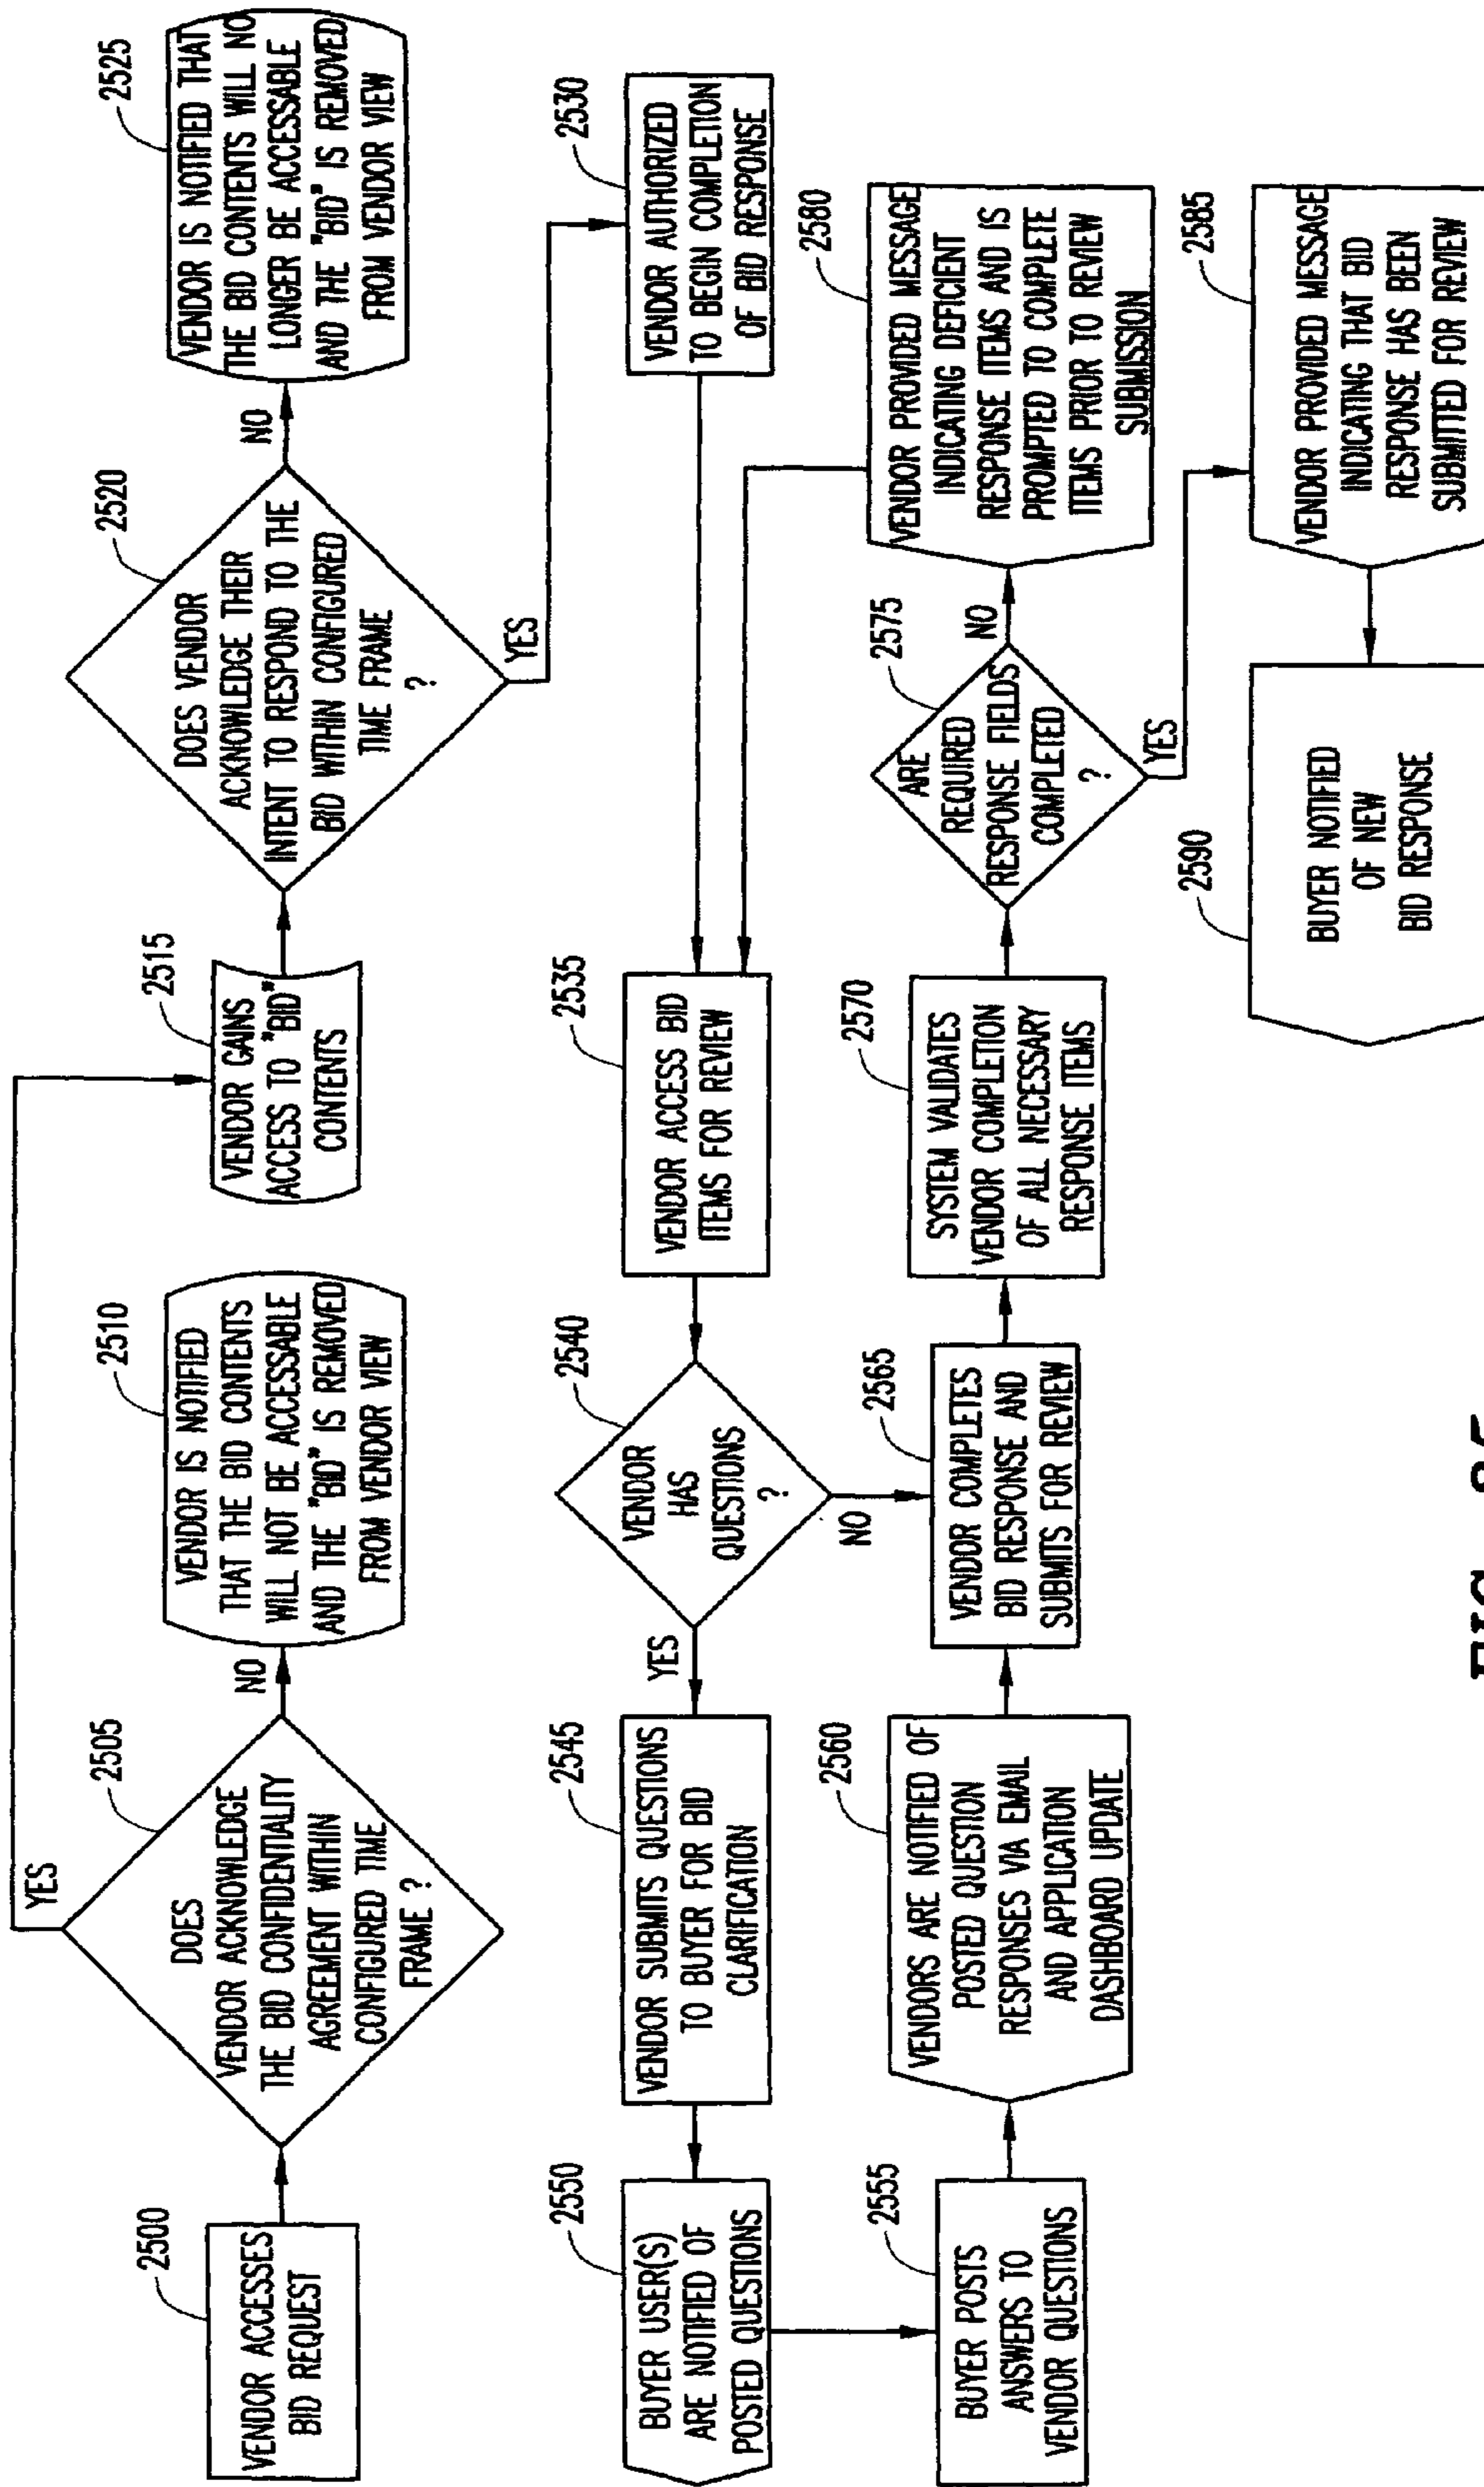 2500
VENDOR ACCESSES
BID REQUEST
2505
DOES
VENDOR ACKNOWLEDGE
THE BID CONFIDENTIALITY
AGREEMENT WITHIN
CONFIGURED TIME
FRAME ?
YES
NO
2510
VENDOR IS NOTIFIED
THAT THE BID CONTENTS
WILL NOT BE ACCESSABLE
AND THE "BID" IS REMOVED
FROM VENDOR VIEW
2515
VENDOR GAINS
ACCESS TO "BID"
CONTENTS
2520
DOES VENDOR
ACKNOWLEDGE THEIR
INTENT TO RESPOND TO THE
BID WITHIN CONFIGURED
TIME FRAME
?
NO
YES
2525
VENDOR IS NOTIFIED THAT
THE BID CONTENTS WILL NO
LONGER BE ACCESSABLE
AND THE "BID" IS REMOVED
FROM VENDOR VIEW
2530
VENDOR AUTHORIZED
TO BEGIN COMPLETION
OF BID RESPONSE
2535
VENDOR ACCESS BID
ITEMS FOR REVIEW
2540
VENDOR
HAS
QUESTIONS
?
YES
NO
2545
VENDOR SUBMITS QUESTIONS
TO BUYER FOR BID
CLARIFICATION
2550
BUYER USER(S)
ARE NOTIFIED OF
POSTED QUESTIONS
2555
BUYER POSTS
ANSWERS TO
VENDOR QUESTIONS
2560
VENDORS ARE NOTIFIED OF
POSTED QUESTION
RESPONSES VIA EMAIL
AND APPLICATION
DASHBOARD UPDATE
2565
VENDOR COMPLETES
BID RESPONSE AND
SUBMITS FOR REVIEW
2570
SYSTEM VALIDATES
VENDOR COMPLETION
OF ALL NECESSARY
RESPONSE ITEMS
2575
ARE
REQUIRED
RESPONSE FIELDS
COMPLETED
?
NO
YES
2580
VENDOR PROVIDED MESSAGE
INDICATING DEFICIENT
RESPONSE ITEMS AND IS
PROMPTED TO COMPLETE
ITEMS PRIOR TO REVIEW
SUBMISSION
2585
VENDOR PROVIDED MESSAGE
INDICATING THAT BID
RESPONSE HAS BEEN
SUBMITTED FOR REVIEW
2590
BUYER NOTIFIED
OF NEW
BID RESPONSE
FIG.